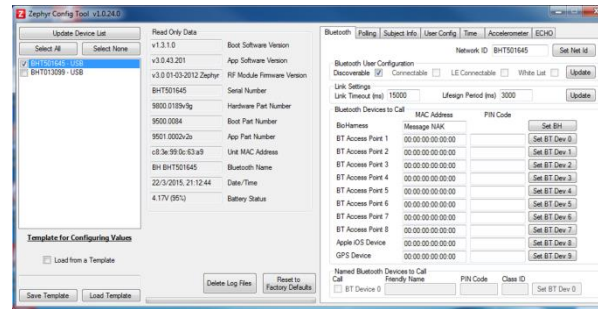 Zephyr Config Tool v1.0.24.0
Update Device List
Select All Select None
BHT501645 - USB
BHT013099 - USB
Template for Configuring Values
Load from a Template
Save Template Load Template
Read Only Data
v1.3.1.0 Boot Software Version
v3.0.43.201 App Software Version
v3.0 01-03-2012 Zephyr RF Module Firmware Version
BHT501645 Serial Number
9800.0189v9g Hardware Part Number
9500.0084 Boot Part Number
9501.0002v2o App Part Number
c8:3e:99:0c:63:a9 Unit MAC Address
BH BHT501645 Bluetooth Name
22/3/2015, 21:12:44 Date/Time
4.17V (95%) Battery Status
Delete Log Files Reset to Factory Defaults
Bluetooth Polling Subject Info User Config Time Accelerometer ECHO
Network ID BHT501645 Set Net Id
Bluetooth User Configuration
Discoverable Connectable LE Connectable White List Update
Link Settings
Link Timeout (ms) 15000 Lifesign Period (ms) 3000 Update
Bluetooth Devices to Call
MAC Address PIN Code
BioHarness Message NAK Set BH
BT Access Point 1 00:00:00:00:00:00 Set BT Dev 0
BT Access Point 2 00:00:00:00:00:00 Set BT Dev 1
BT Access Point 3 00:00:00:00:00:00 Set BT Dev 2
BT Access Point 4 00:00:00:00:00:00 Set BT Dev 3
BT Access Point 5 00:00:00:00:00:00 Set BT Dev 4
BT Access Point 6 00:00:00:00:00:00 Set BT Dev 5
BT Access Point 7 00:00:00:00:00:00 Set BT Dev 6
BT Access Point 8 00:00:00:00:00:00 Set BT Dev 7
Apple iOS Device 00:00:00:00:00:00 Set BT Dev 8
GPS Device 00:00:00:00:00:00 Set BT Dev 9
Named Bluetooth Devices to Call
Call Friendly Name PIN Code Class ID
BT Device 0 Set BT Dev 0